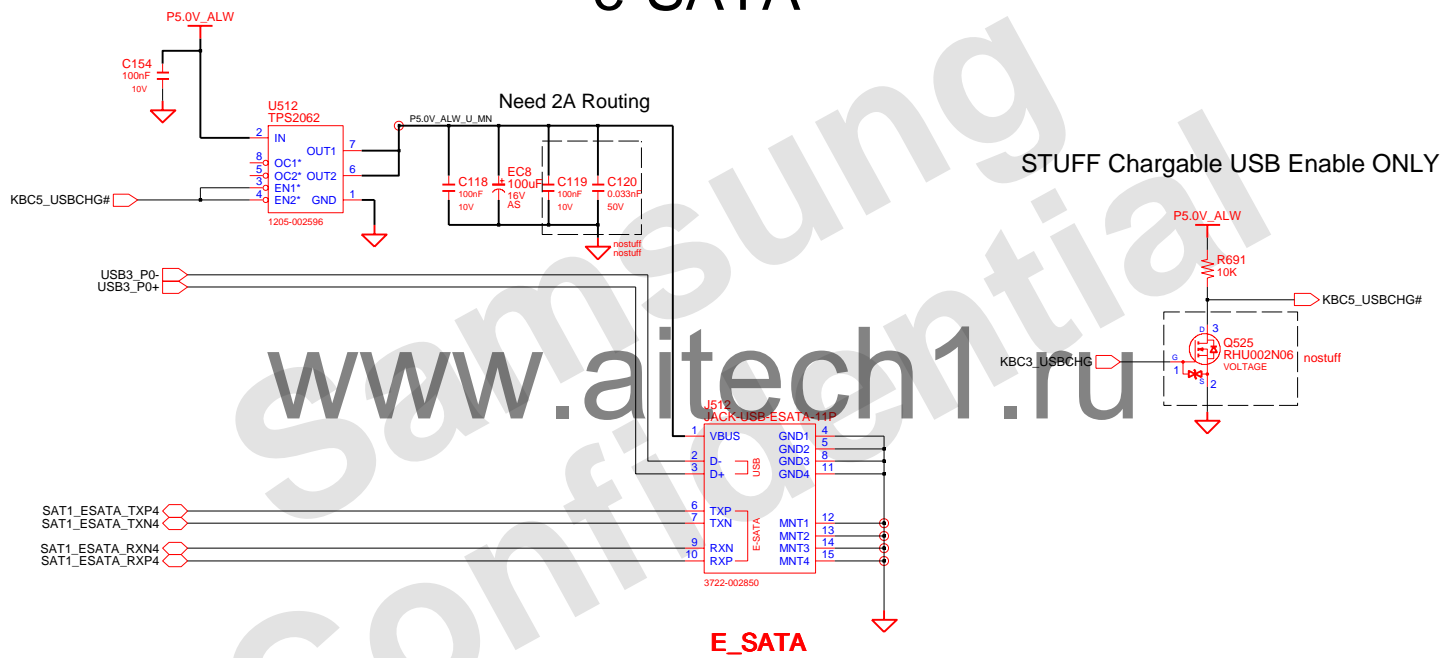 e-SATA
P5.0V_ALW
C154
100nF
10V
U512
TPS2062
2 IN
OUT1 7
8 OC1*
5 OC2* OUT2 6
3 EN1*
4 EN2* GND 1
1205-002596
KBC5_USBCHG#
P5.0V_ALW_U_MN
Need 2A Routing
C118
100nF
10V
EC8
100uF
16V
AS
C119
100nF
10V
C120
0.033nF
50V
nostuff
nostuff
STUFF Chargable USB Enable ONLY
P5.0V_ALW
R691
10K
KBC5_USBCHG#
D 3
Q525
RHU002N06
VOLTAGE
nostuff
KBC3_USBCHG
G
1
S
2
USB3_P0-
USB3_P0+
www.aitech1.ru
Samsung
Confidential
J512
JACK-USB-ESATA-11P
1 VBUS GND1 4
GND2 5
2 D- GND3 8
3 D+ GND4 11
USB
6 TXP
7 TXN MNT1 12
MNT2 13
9 RXN MNT3 14
10 RXP MNT4 15
E-SATA
3722-002850
SAT1_ESATA_TXP4
SAT1_ESATA_TXN4
SAT1_ESATA_RXN4
SAT1_ESATA_RXP4
E_SATA